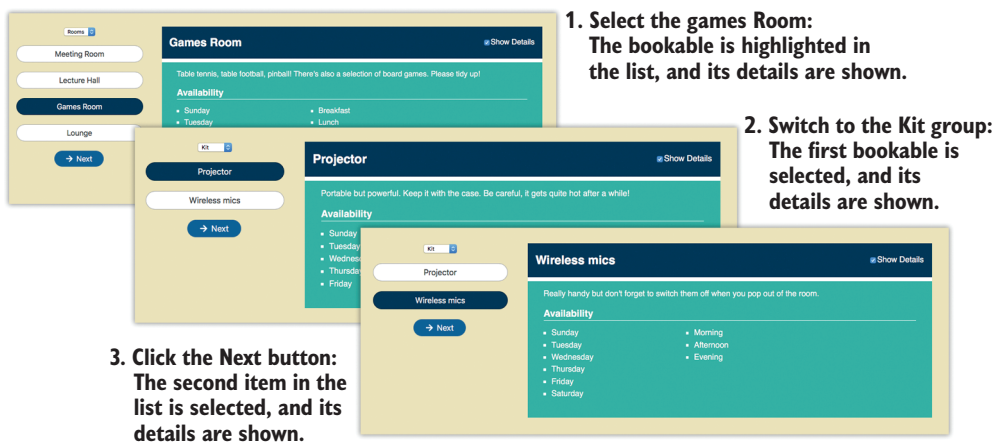 Rooms
Meeting Room
Lecture Hall
Games Room
Lounge
→ Next
Games Room
Show Details
Table tennis, table football, pinball! There's also a selection of board games. Please tidy up!
Availability
Sunday
Tuesday
Breakfast
Lunch
1. Select the games Room:
The bookable is highlighted in
the list, and its details are shown.
Kit
Projector
Wireless mics
→ Next
Projector
Show Details
Portable but powerful. Keep it with the case. Be careful, it gets quite hot after a while!
Availability
Sunday
Tuesday
Thursday
Friday
2. Switch to the Kit group:
The first bookable is
selected, and its
details are shown.
Kit
Projector
Wireless mics
→ Next
Wireless mics
Show Details
Really handy but don't forget to switch them off when you pop out of the room.
Availability
Sunday
Tuesday
Wednesday
Thursday
Friday
Saturday
Morning
Afternoon
Evening
3. Click the Next button:
The second item in the
list is selected, and its
details are shown.